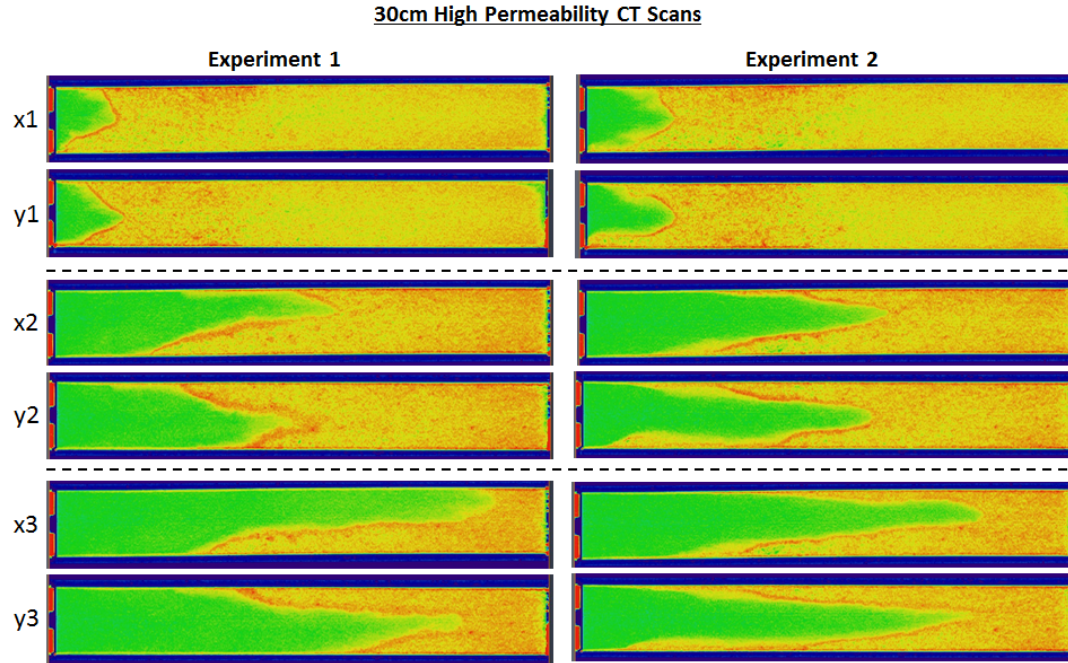 30cm High Permeability CT Scans
Experiment 1 Experiment 2
x1
y1
x2
y2
x3
y3